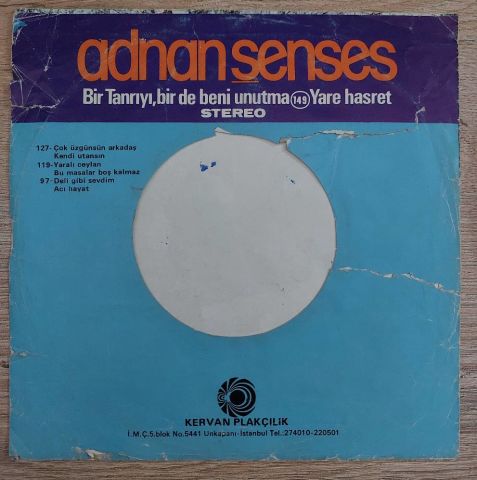 adnan senses
Bir Tanrıyı, bir de beni unutma 149 Yare hasret
STEREO
127- Çok üzgünsün arkadaş
Kendi utansın
119- Yaralı ceylan
Bu masalar boş kalmaz
97- Deli gibi sevdim
Acı hayat
KERVAN PLAKÇILIK
İ.M.Ç.5.blok No.5441 Unkapanı-İstanbul Tel.:274010-220501